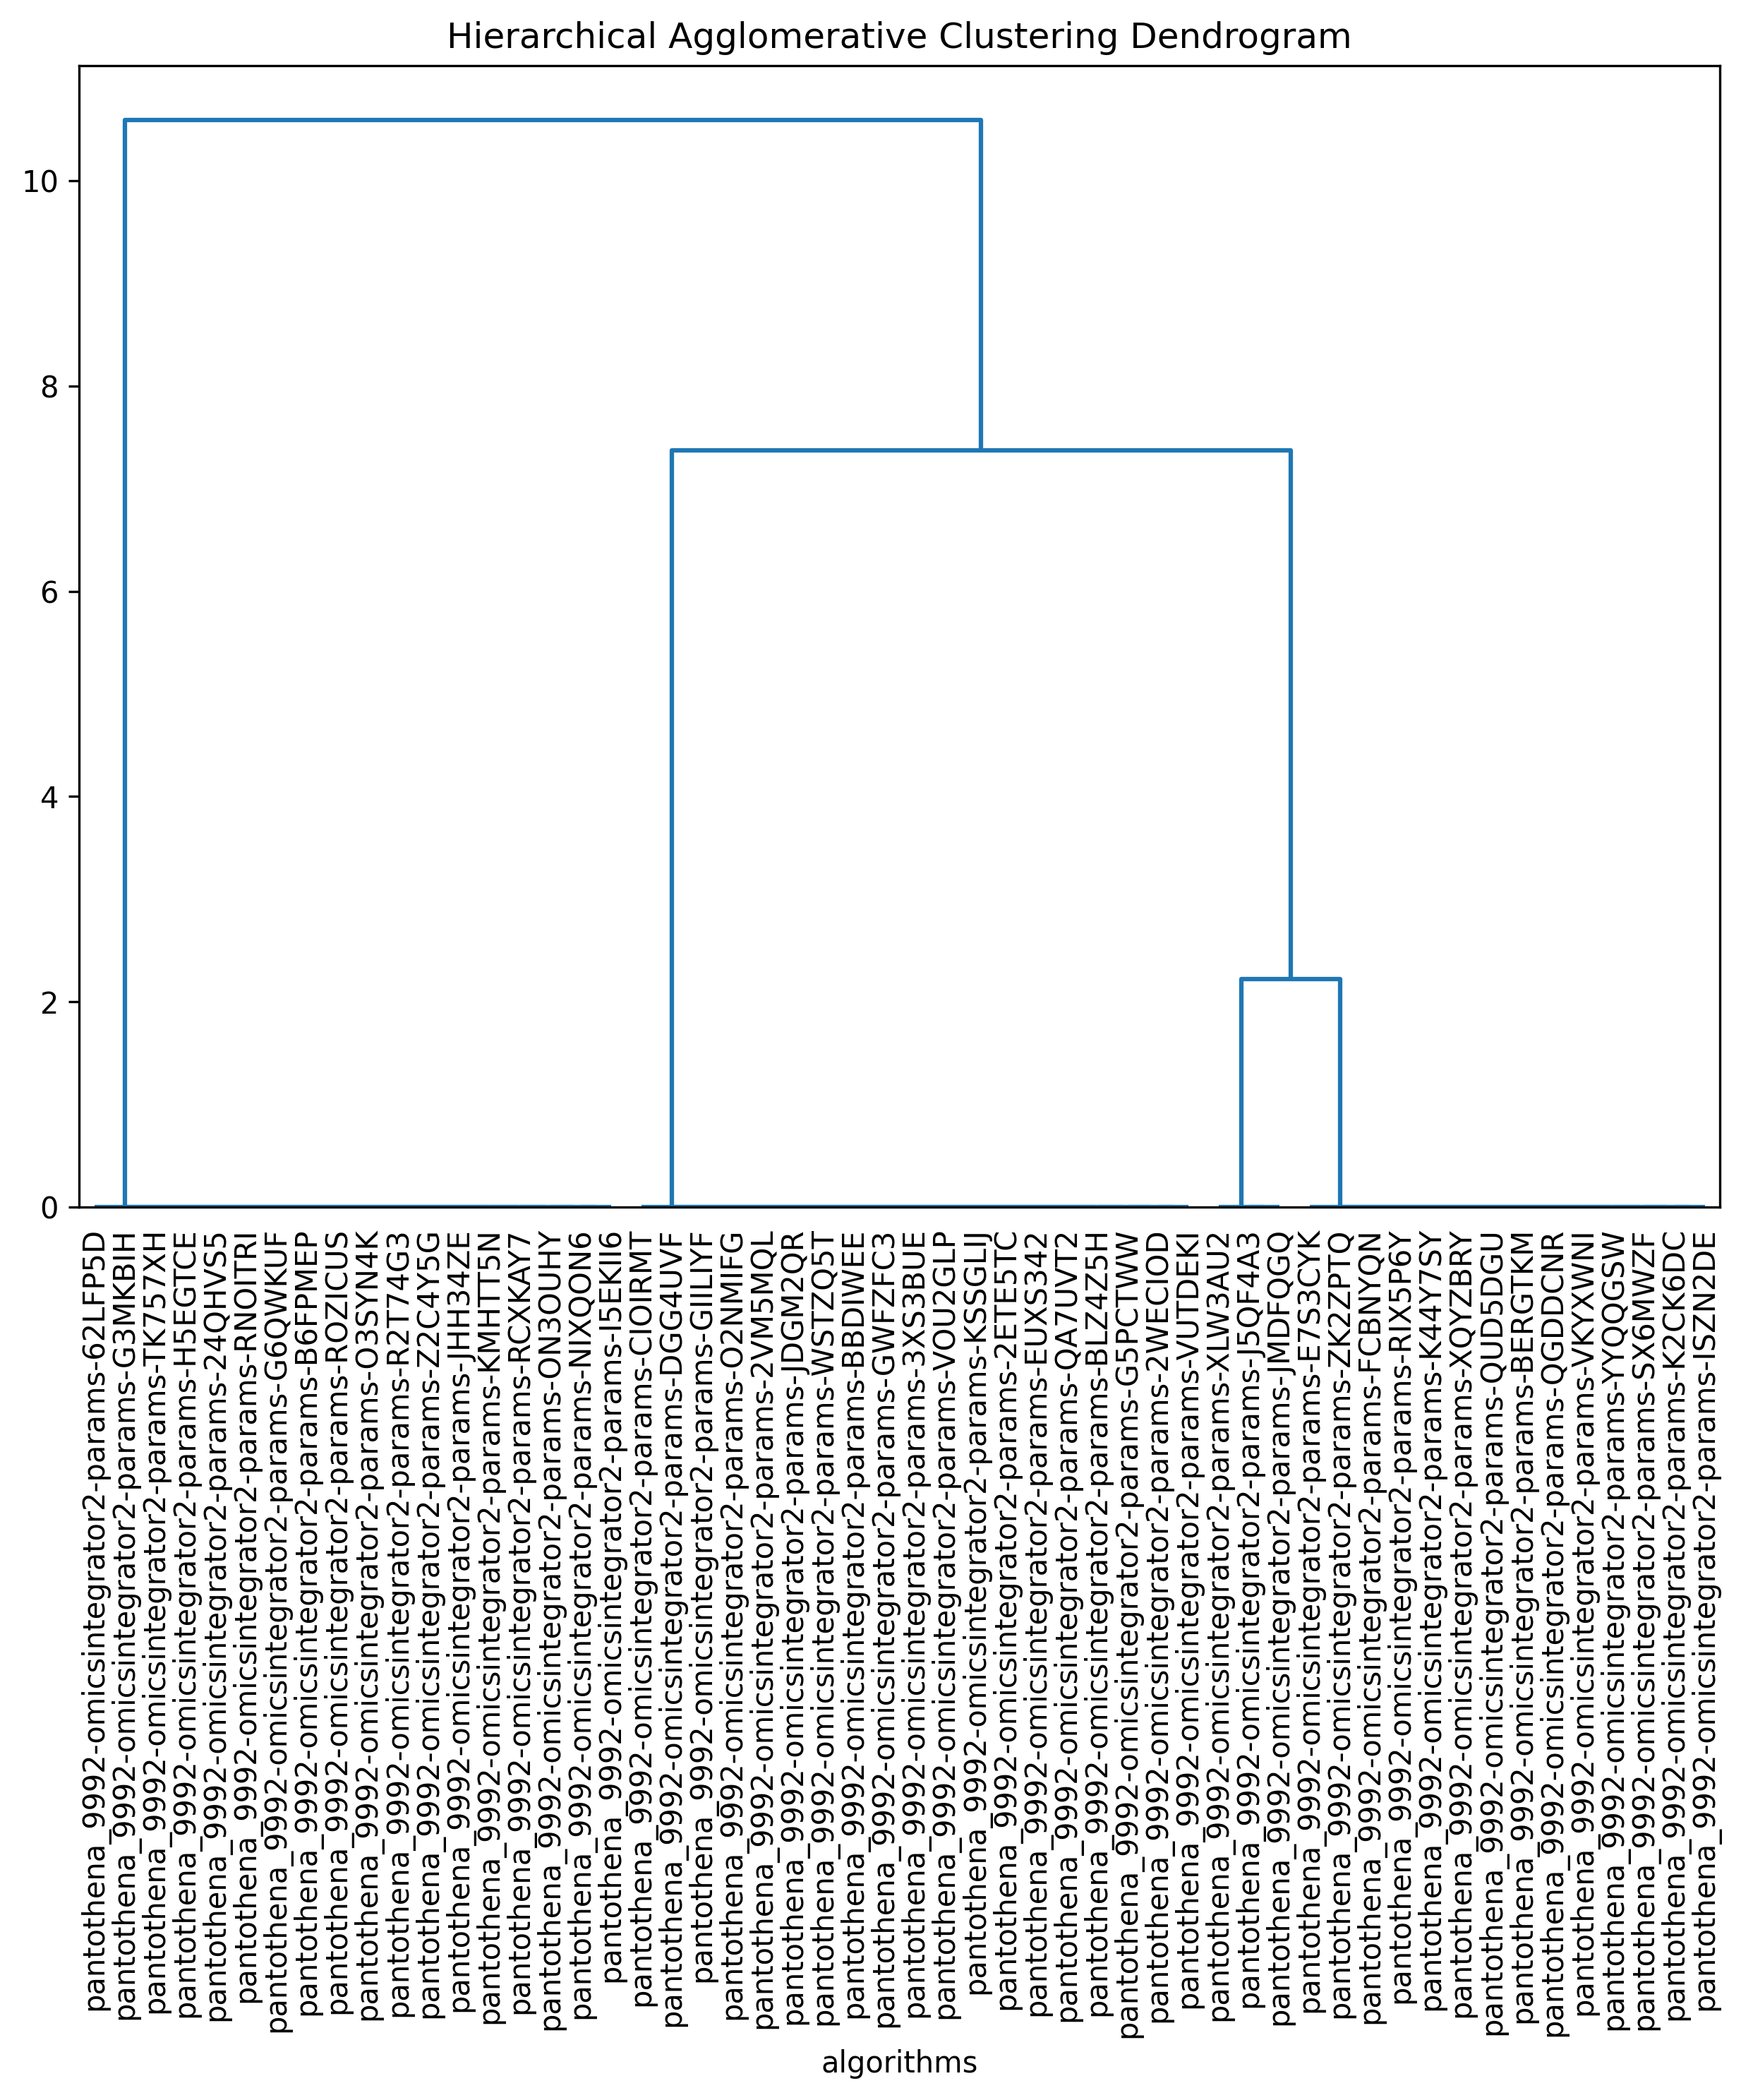 Hierarchical Agglomerative Clustering Dendrogram
10
8
6
4
2
0
pantothena_9992-omicsintegrator2-params-62LFP5D
pantothena_9992-omicsintegrator2-params-G3MKBIH
pantothena_9992-omicsintegrator2-params-TK757XH
pantothena_9992-omicsintegrator2-params-H5EGTCE
pantothena_9992-omicsintegrator2-params-24QHVS5
pantothena_9992-omicsintegrator2-params-RNOITRI
pantothena_9992-omicsintegrator2-params-G6QWKUF
pantothena_9992-omicsintegrator2-params-B6FPMEP
pantothena_9992-omicsintegrator2-params-ROZICUS
pantothena_9992-omicsintegrator2-params-O3SYN4K
pantothena_9992-omicsintegrator2-params-R2T74G3
pantothena_9992-omicsintegrator2-params-Z2C4Y5G
pantothena_9992-omicsintegrator2-params-JHH34ZE
pantothena_9992-omicsintegrator2-params-KMHTT5N
pantothena_9992-omicsintegrator2-params-RCXKAY7
pantothena_9992-omicsintegrator2-params-ON3OUHY
pantothena_9992-omicsintegrator2-params-NIXQON6
pantothena_9992-omicsintegrator2-params-I5EKII6
pantothena_9992-omicsintegrator2-params-CIOIRMT
pantothena_9992-omicsintegrator2-params-DGG4UVF
pantothena_9992-omicsintegrator2-params-GIILIYF
pantothena_9992-omicsintegrator2-params-O2NMIFG
pantothena_9992-omicsintegrator2-params-2VM5MQL
pantothena_9992-omicsintegrator2-params-JDGM2QR
pantothena_9992-omicsintegrator2-params-WSTZQ5T
pantothena_9992-omicsintegrator2-params-BBDIWEE
pantothena_9992-omicsintegrator2-params-GWFZFC3
pantothena_9992-omicsintegrator2-params-3XS3BUE
pantothena_9992-omicsintegrator2-params-VOU2GLP
pantothena_9992-omicsintegrator2-params-KSSGLIJ
pantothena_9992-omicsintegrator2-params-2ETE5TC
pantothena_9992-omicsintegrator2-params-EUXS342
pantothena_9992-omicsintegrator2-params-QA7UVT2
pantothena_9992-omicsintegrator2-params-BLZ4Z5H
pantothena_9992-omicsintegrator2-params-G5PCTWW
pantothena_9992-omicsintegrator2-params-2WECIOD
pantothena_9992-omicsintegrator2-params-VUTDEKI
pantothena_9992-omicsintegrator2-params-XLW3AU2
pantothena_9992-omicsintegrator2-params-J5QF4A3
pantothena_9992-omicsintegrator2-params-JMDFQGQ
pantothena_9992-omicsintegrator2-params-E7S3CYK
pantothena_9992-omicsintegrator2-params-ZK2ZPTQ
pantothena_9992-omicsintegrator2-params-FCBNYQN
pantothena_9992-omicsintegrator2-params-RIX5P6Y
pantothena_9992-omicsintegrator2-params-K44Y7SY
pantothena_9992-omicsintegrator2-params-XQYZBRY
pantothena_9992-omicsintegrator2-params-QUD5DGU
pantothena_9992-omicsintegrator2-params-BERGTKM
pantothena_9992-omicsintegrator2-params-QGDDCNR
pantothena_9992-omicsintegrator2-params-VKYXWNI
pantothena_9992-omicsintegrator2-params-YYQQGSW
pantothena_9992-omicsintegrator2-params-SX6MWZF
pantothena_9992-omicsintegrator2-params-K2CK6DC
pantothena_9992-omicsintegrator2-params-ISZN2DE
algorithms